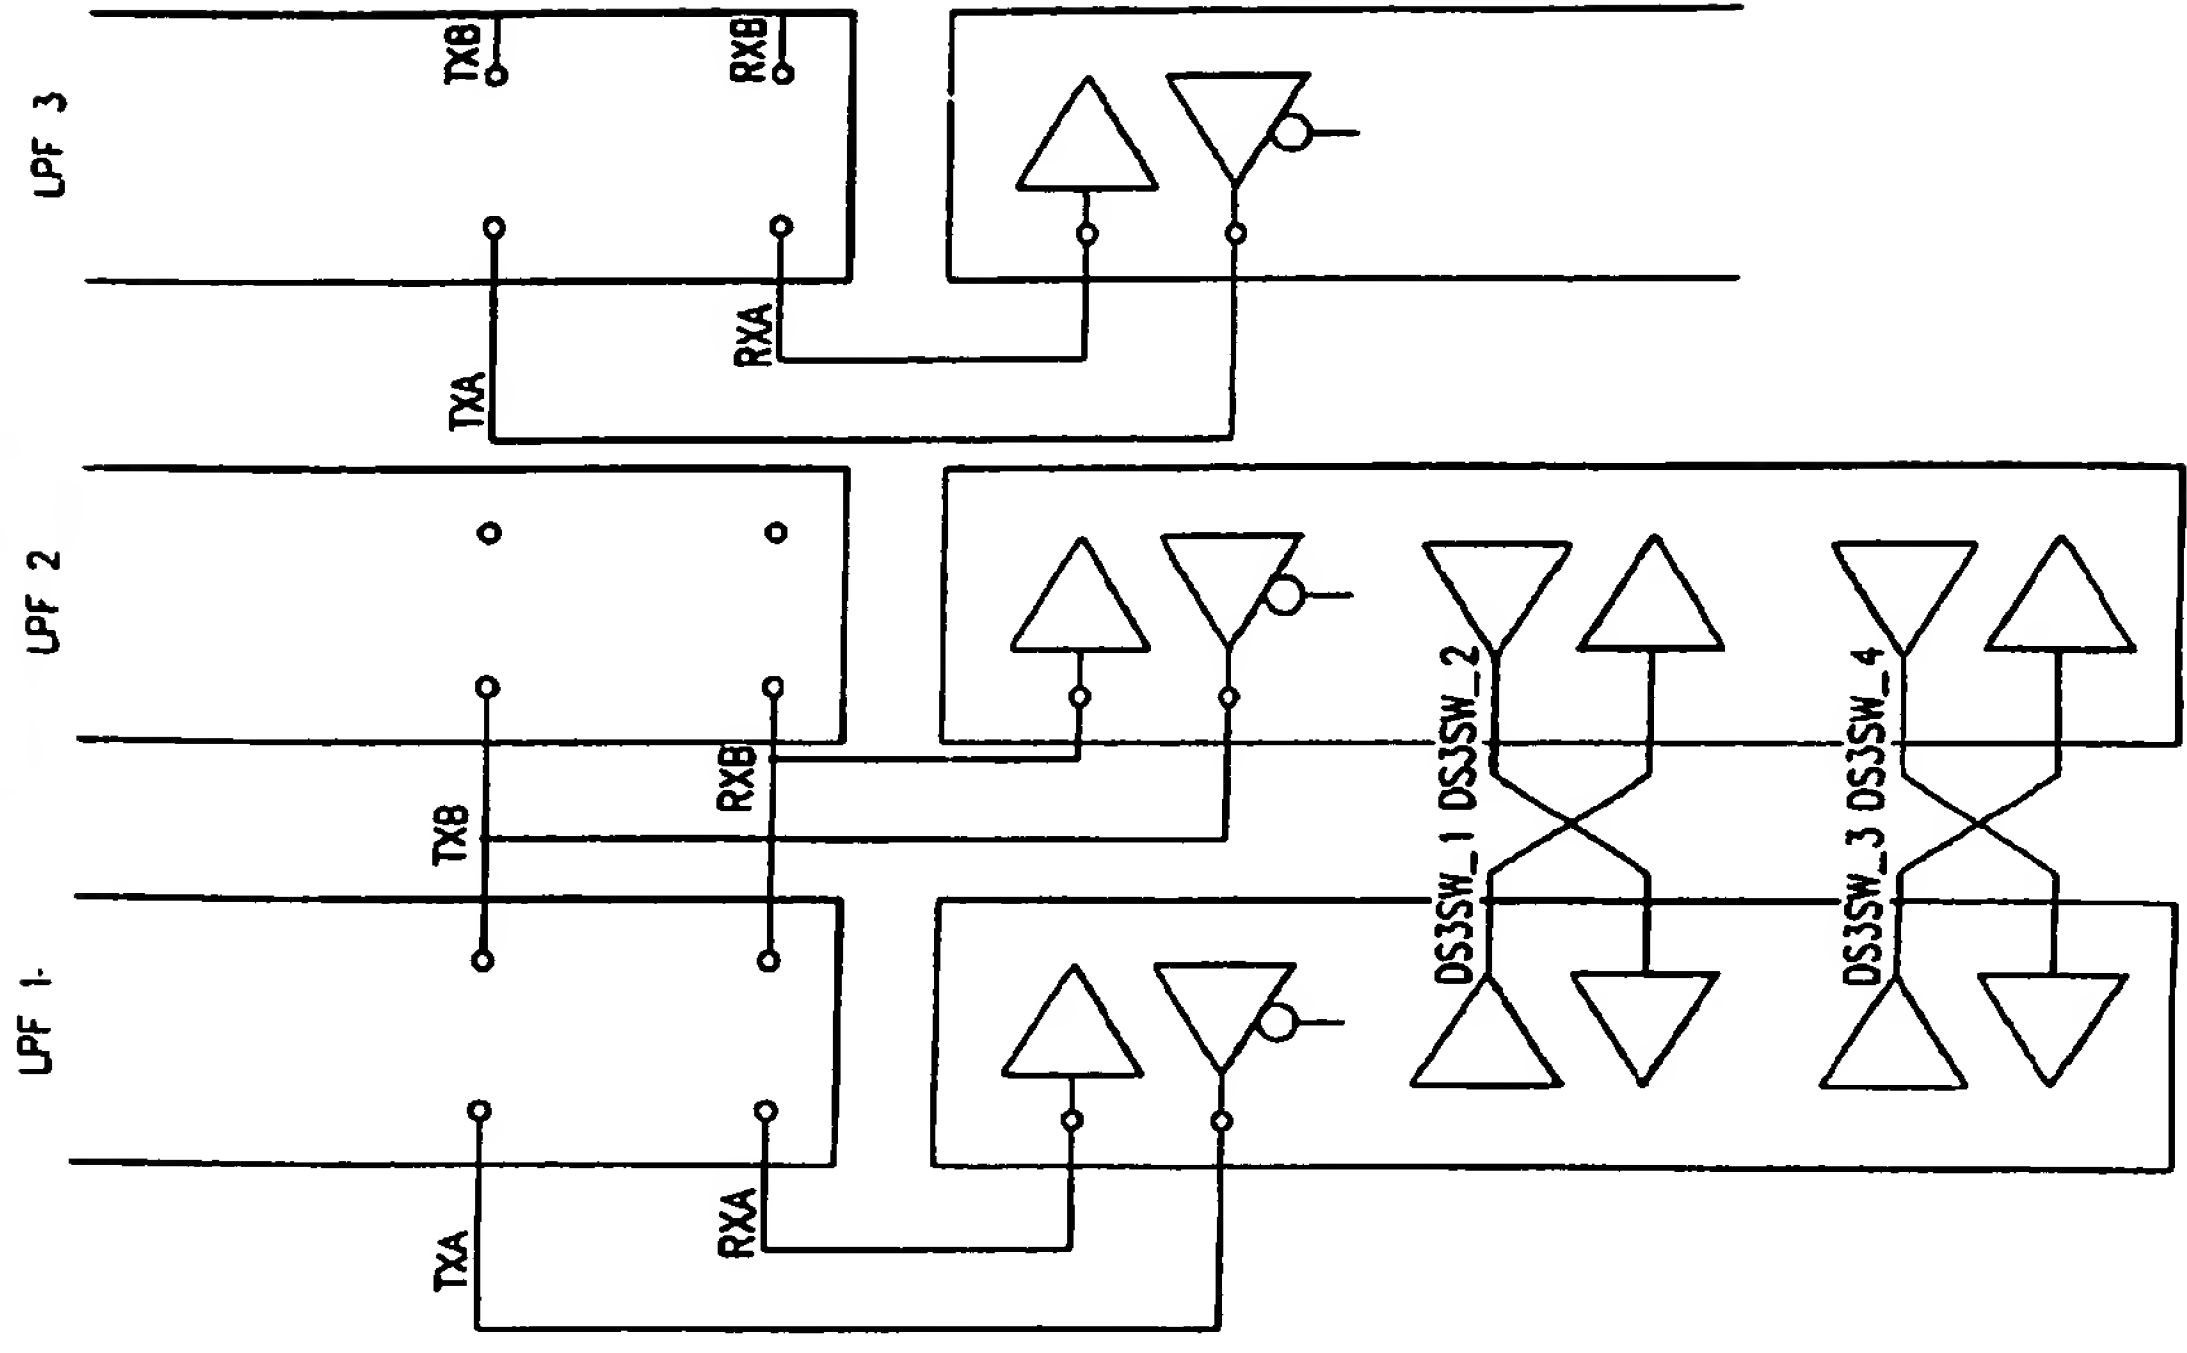 LPF 3
TXB
RXB
TXA
RXA
LPF 2
TXB
RXB
DS3SW_2
DS3SW_4
LPF 1
DS3SW_1
DS3SW_3
TXA
RXA